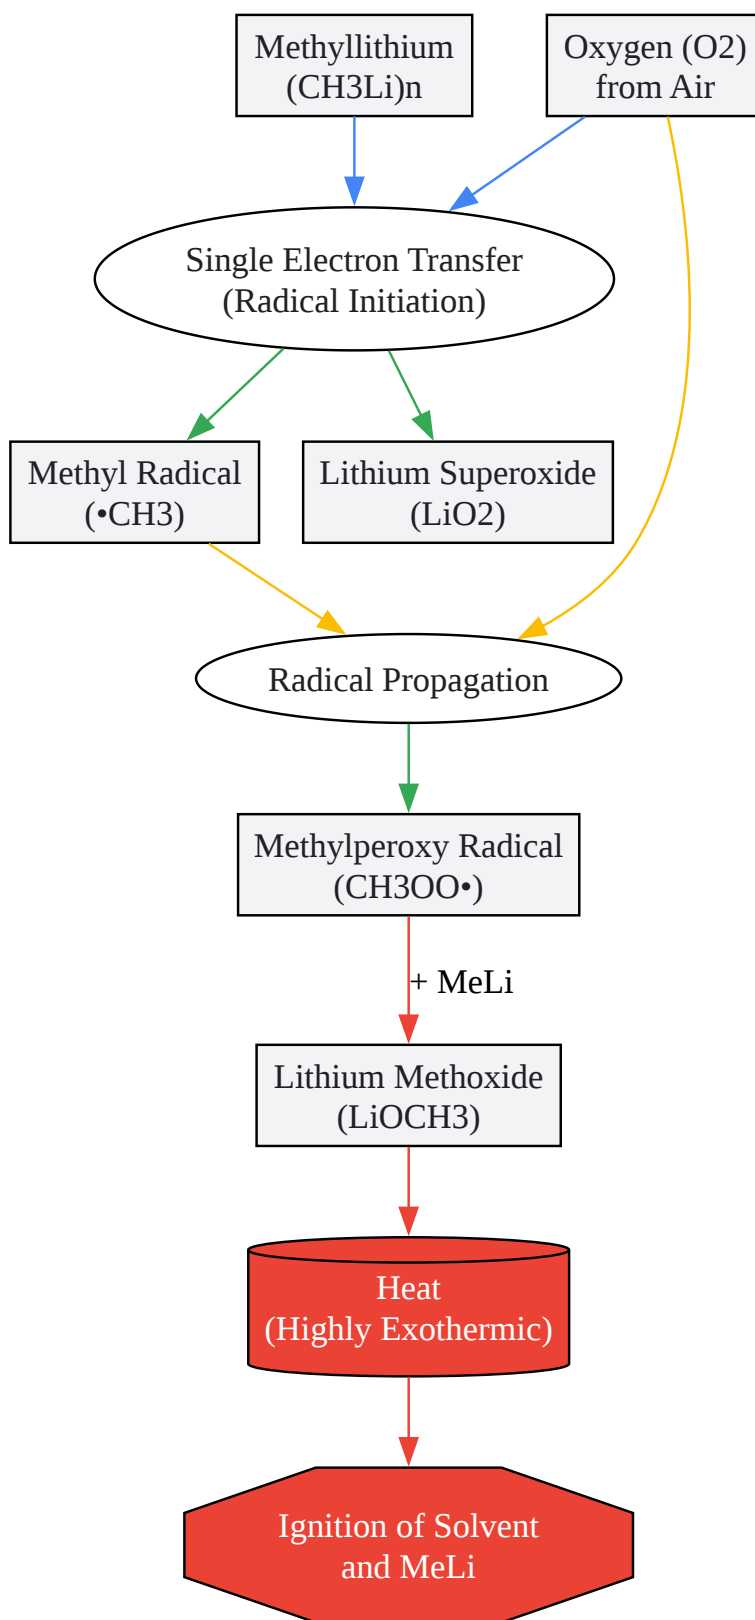 Methyllithium
(CH3Li)n
Oxygen (O2)
from Air
Single Electron Transfer
(Radical Initiation)
Methyl Radical
(•CH3)
Lithium Superoxide
(LiO2)
Radical Propagation
Methylperoxy Radical
(CH3OO•)
+ MeLi
Lithium Methoxide
(LiOCH3)
Heat
(Highly Exothermic)
Ignition of Solvent
and MeLi